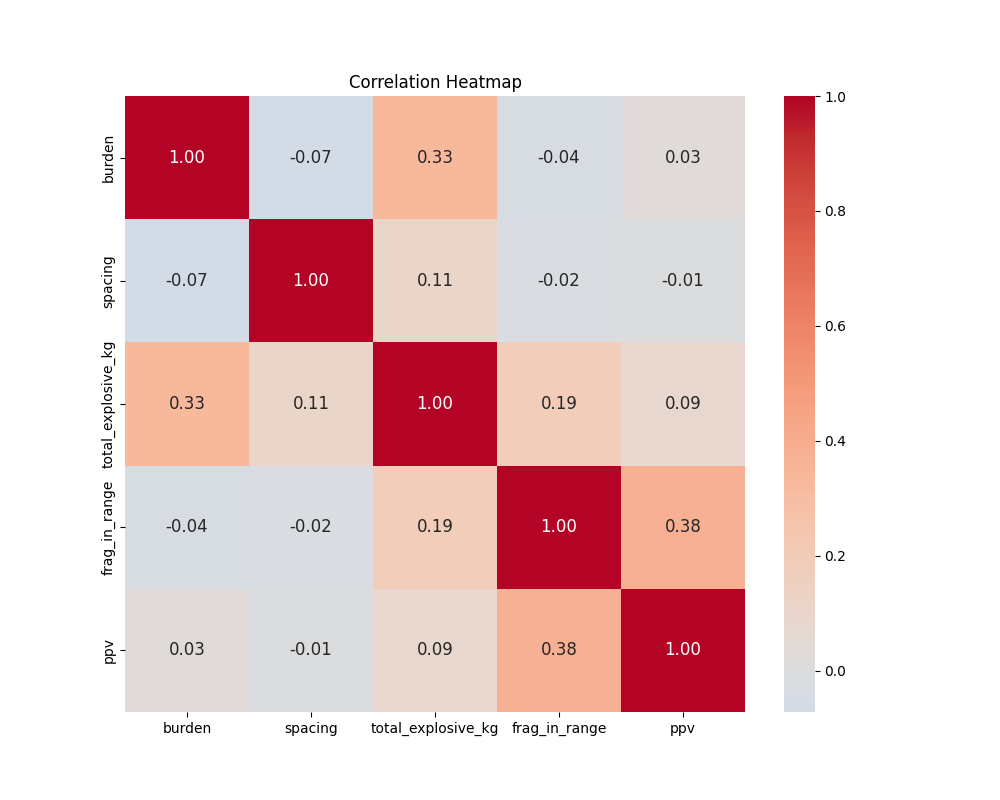 Correlation Heatmap
burden 1.00 -0.07 0.33 -0.04 0.03
spacing -0.07 1.00 0.11 -0.02 -0.01
total_explosive_kg 0.33 0.11 1.00 0.19 0.09
frag_in_range -0.04 -0.02 0.19 1.00 0.38
ppv 0.03 -0.01 0.09 0.38 1.00
burden spacing total_explosive_kg frag_in_range ppv
1.0
0.8
0.6
0.4
0.2
0.0